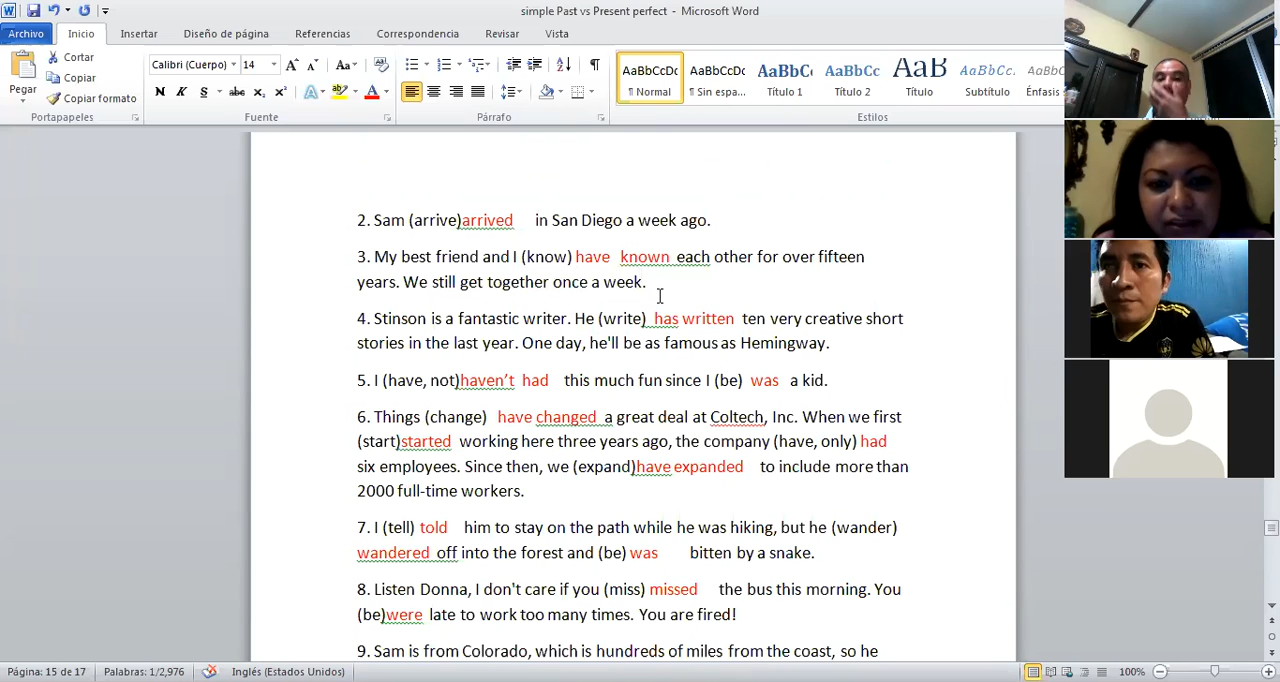 simple Past vs Present perfect - Microsoft Word
Archivo Inicio Insertar Diseño de página Referencias Correspondencia Revisar Vista
Pegar Cortar
Copiar
Copiar formato
Portapapeles
Calibri (Cuerpo) 14
N K S abc x₂ x²
Fuente
Párrafo
AaBbCcDc AaBbCcDc AaBbC AaBbCc AaB AaBbCc. AaBbCc
¶ Normal ¶ Sin espa... Título 1 Título 2 Título Subtítulo Énfasis
Estilos
2. Sam (arrive)arrived in San Diego a week ago.
3. My best friend and I (know) have known each other for over fifteen
years. We still get together once a week.
4. Stinson is a fantastic writer. He (write) has written ten very creative short
stories in the last year. One day, he'll be as famous as Hemingway.
5. I (have, not)haven't had this much fun since I (be) was a kid.
6. Things (change) have changed a great deal at Coltech, Inc. When we first
(start)started working here three years ago, the company (have, only) had
six employees. Since then, we (expand)have expanded to include more than
2000 full-time workers.
7. I (tell) told him to stay on the path while he was hiking, but he (wander)
wandered off into the forest and (be) was bitten by a snake.
8. Listen Donna, I don't care if you (miss) missed the bus this morning. You
(be)were late to work too many times. You are fired!
9. Sam is from Colorado, which is hundreds of miles from the coast, so he
Página: 15 de 17 Palabras: 1/2,976 Inglés (Estados Unidos) 100%